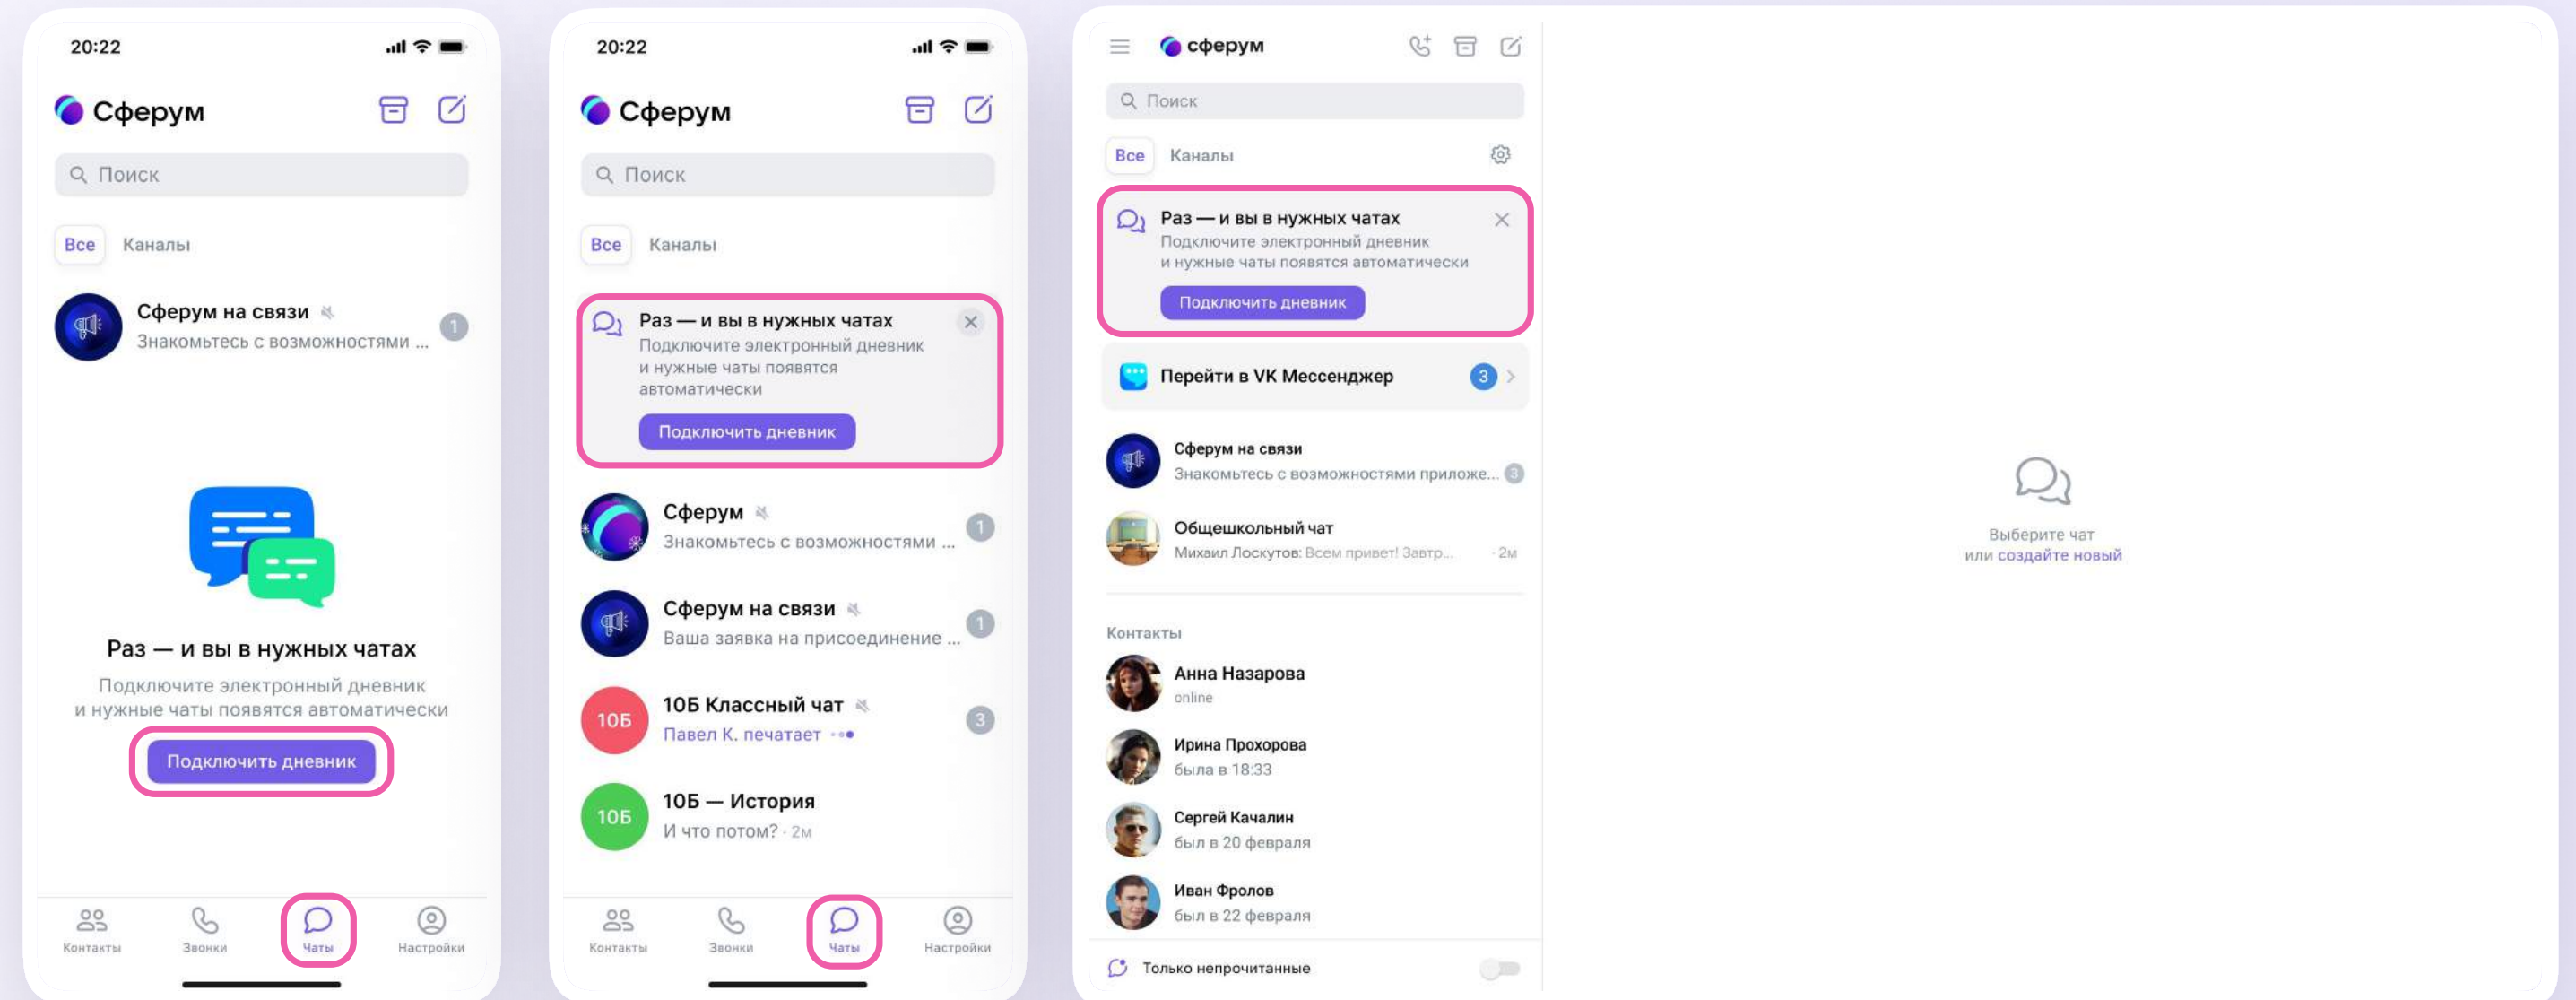 20:22
Сферум
Поиск
Все Каналы
Сферум на связи
Знакомьтесь с возможностями ...
1
Раз — и вы в нужных чатах
Подключите электронный дневник
и нужные чаты появятся автоматически
Подключить дневник
Контакты Звонки Чаты Настройки
20:22
Сферум
Поиск
Все Каналы
Раз — и вы в нужных чатах
Подключите электронный дневник
и нужные чаты появятся
автоматически
Подключить дневник
Сферум
Знакомьтесь с возможностями ...
1
Сферум на связи
Ваша заявка на присоединение ...
1
10Б
10Б Классный чат
Павел К. печатает
3
10Б
10Б — История
И что потом? · 2м
Контакты Звонки Чаты Настройки
сферум
Поиск
Все Каналы
Раз — и вы в нужных чатах
Подключите электронный дневник
и нужные чаты появятся автоматически
Подключить дневник
Перейти в VK Мессенджер 3
Сферум на связи
Знакомьтесь с возможностями приложе... 3
Общешкольный чат
Михаил Лоскутов: Всем привет! Завтр... · 2м
Контакты
Анна Назарова
online
Ирина Прохорова
была в 18:33
Сергей Качалин
был в 20 февраля
Иван Фролов
был в 22 февраля
Только непрочитанные
Выберите чат
или создайте новый